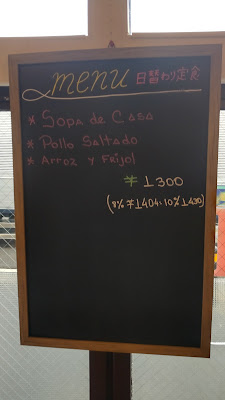 menu 日替わり定食
* Sopa de Casa
* Pollo Saltado
* Arroz y Frijol
¥ 1300
(8% ¥1404・10% 1430)